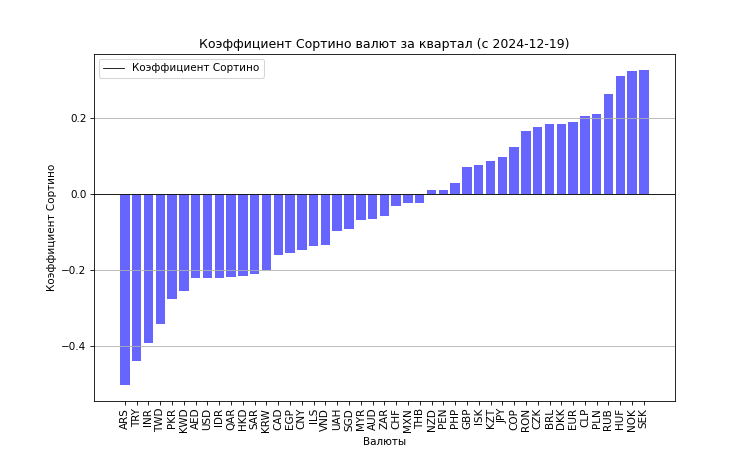 Коэффициент Сортино валют за квартал (с 2024-12-19)
Коэффициент Сортино
Коэффициент Сортино
0.2
0.0
−0.2
−0.4
ARS TRY INR TWD PKR KWD AED USD IDR QAR HKD SAR KRW CAD EGP CNY ILS VND UAH SGD MYR AUD ZAR CHF MXN THB NZD PEN PHP GBP ISK KZT JPY COP RON CZK BRL DKK EUR CLP PLN RUB HUF NOK SEK
Валюты